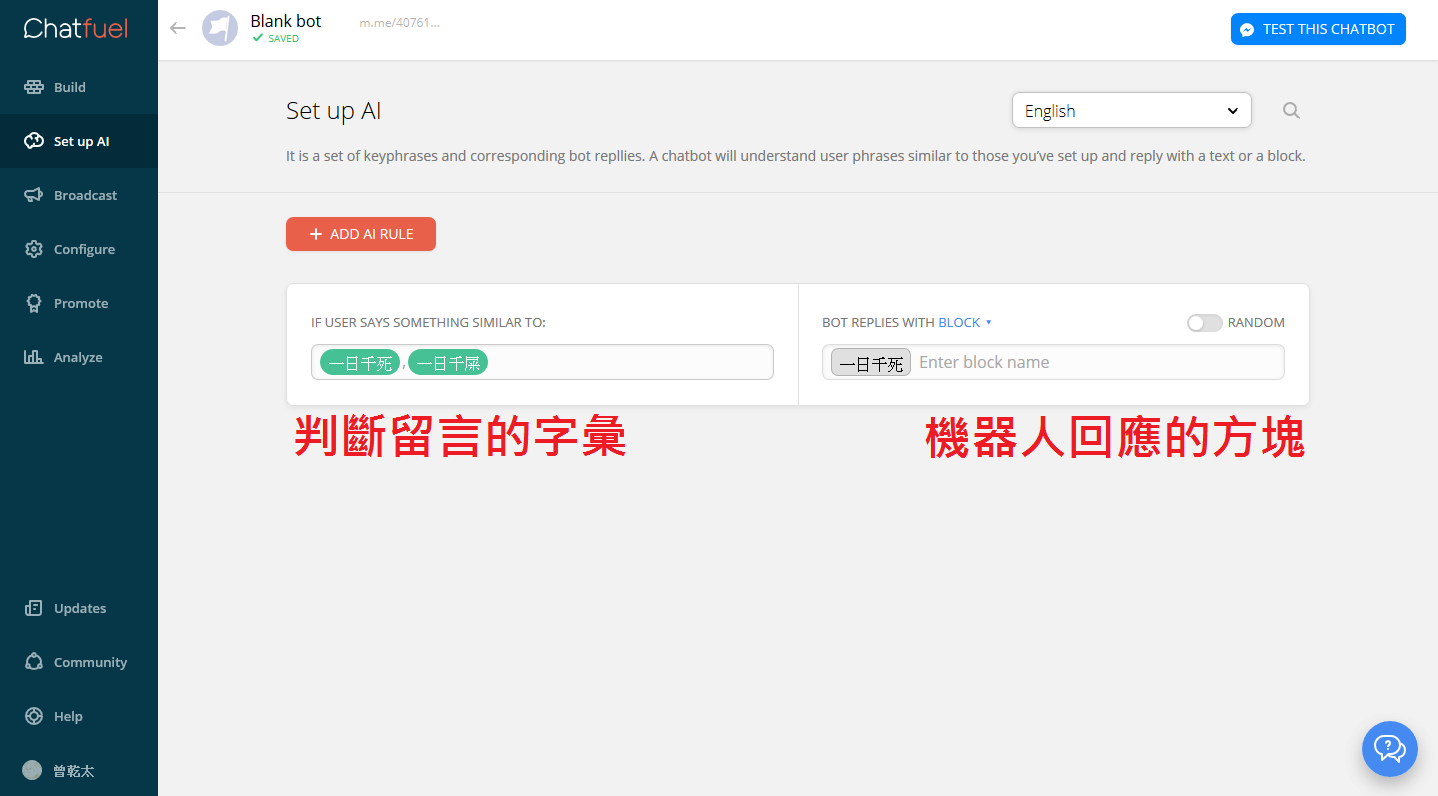 Chatfuel
Blank bot
m.me/40761...
SAVED
TEST THIS CHATBOT
Build
Set up AI
Broadcast
Configure
Promote
Analyze
Updates
Community
Help
曾乾太
Set up AI
English
It is a set of keyphrases and corresponding bot repllies. A chatbot will understand user phrases similar to those you’ve set up and reply with a text or a block.
+ ADD AI RULE
IF USER SAYS SOMETHING SIMILAR TO:
一日千死 , 一日千屎
BOT REPLIES WITH BLOCK
RANDOM
一日千死 Enter block name
判斷留言的字彙
機器人回應的方塊